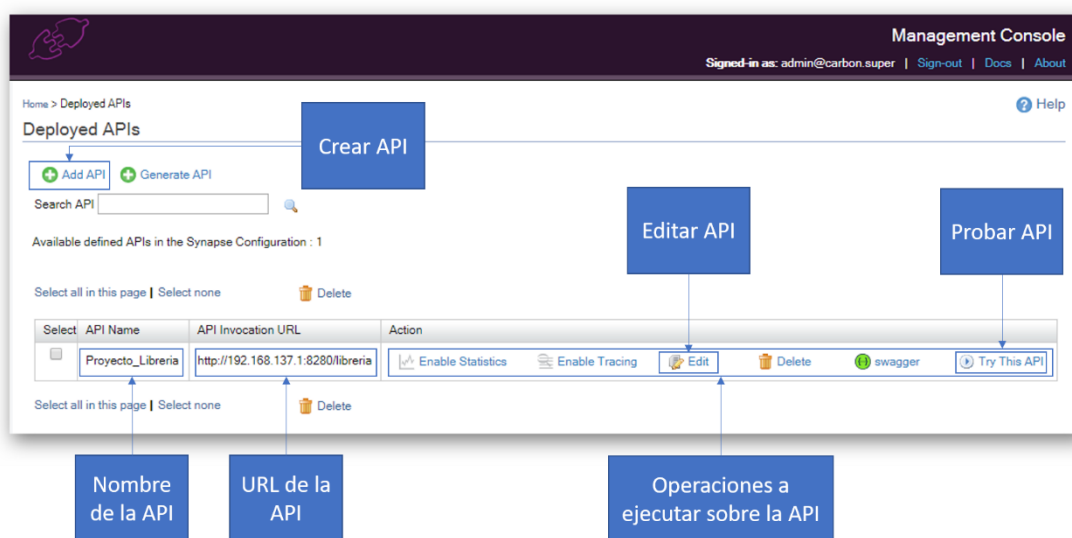 Management Console
Signed-in as: admin@carbon.super | Sign-out | Docs | About
Home > Deployed APIs
Help
Deployed APIs
Crear API
Add API
Generate API
Search API
Editar API
Probar API
Available defined APIs in the Synapse Configuration : 1
Select all in this page | Select none
Delete
Select API Name API Invocation URL Action
Proyecto_Libreria http://192.168.137.1:8280/libreria Enable Statistics Enable Tracing Edit Delete swagger Try This API
Select all in this page | Select none
Delete
Nombre
de la API
URL de la
API
Operaciones a
ejecutar sobre la API